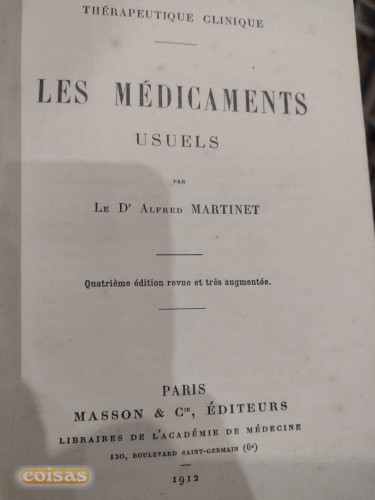 THÉRAPEUTIQUE CLINIQUE
LES MÉDICAMENTS
USUELS
PAR
LE Dr ALFRED MARTINET
Quatrième édition revue et très augmentée.
PARIS
MASSON & Cie, ÉDITEURS
LIBRAIRES DE L'ACADÉMIE DE MÉDECINE
120, BOULEVARD SAINT-GERMAIN (6e)
1912
coisas